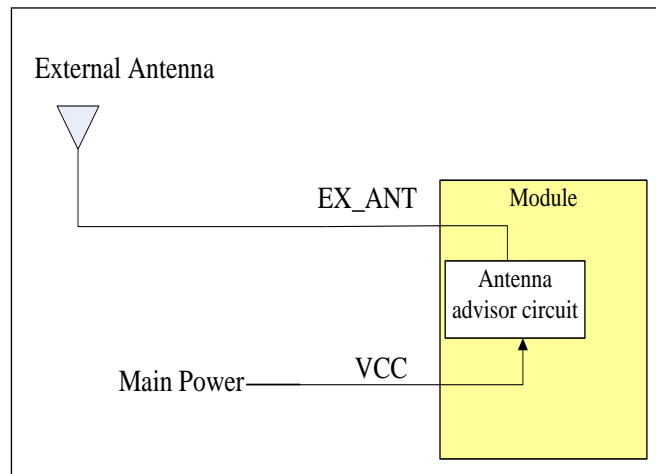 External Antenna
EX_ANT
Module
Antenna
advisor circuit
VCC
Main Power